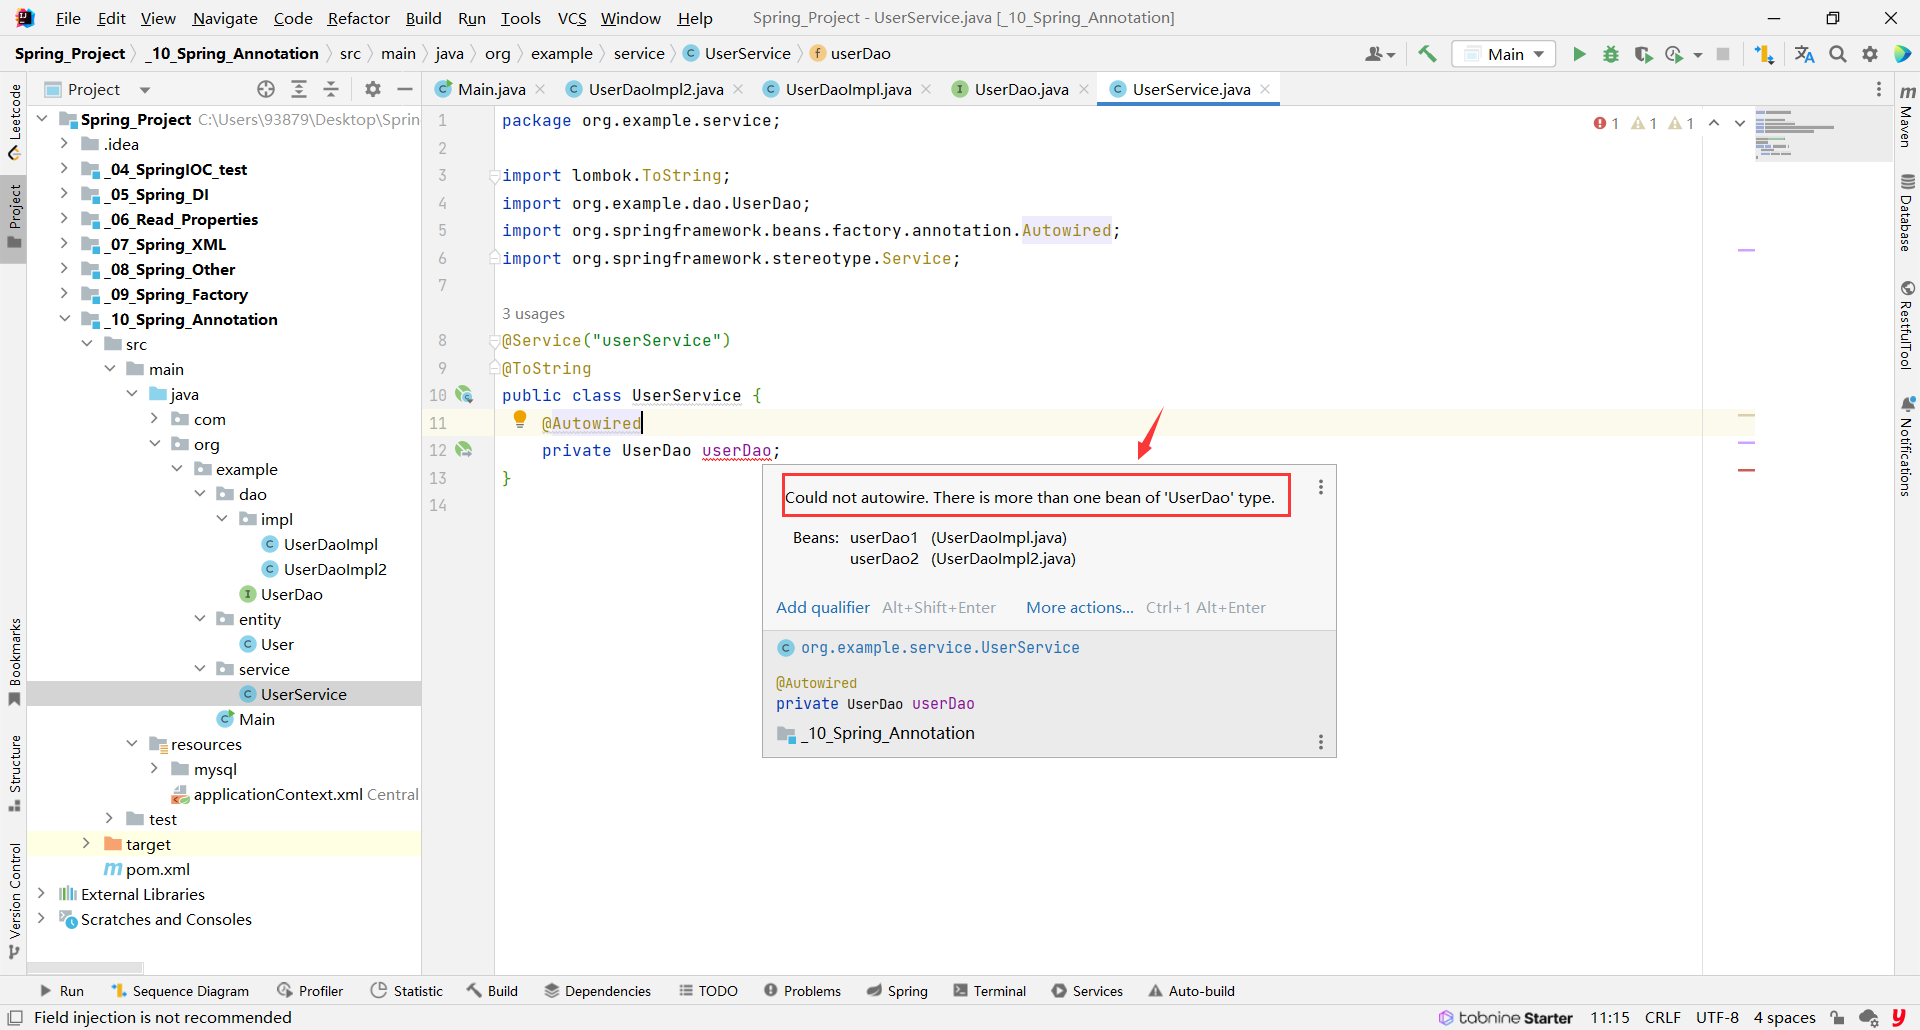 File Edit View Navigate Code Refactor Build Run Tools VCS Window Help Spring_Project - UserService.java [_10_Spring_Annotation]
Spring_Project _10_Spring_Annotation src main java org example service UserService userDao Main
Project Main.java UserDaoImpl2.java UserDaoImpl.java UserDao.java UserService.java
Leetcode
Project
Bookmarks
Structure
Version Control
Spring_Project C:\Users\93879\Desktop\Sprin
.idea
_04_SpringIOC_test
_05_Spring_DI
_06_Read_Properties
_07_Spring_XML
_08_Spring_Other
_09_Spring_Factory
_10_Spring_Annotation
src
main
java
com
org
example
dao
impl
UserDaoImpl
UserDaoImpl2
UserDao
entity
User
service
UserService
Main
resources
mysql
applicationContext.xml Central
test
target
pom.xml
External Libraries
Scratches and Consoles
1 package org.example.service;
2
3 import lombok.ToString;
4 import org.example.dao.UserDao;
5 import org.springframework.beans.factory.annotation.Autowired;
6 import org.springframework.stereotype.Service;
7
3 usages
8 @Service("userService")
9 @ToString
10 public class UserService {
11 @Autowired
12 private UserDao userDao;
13 }
14
1 1 1
Could not autowire. There is more than one bean of 'UserDao' type.
Beans: userDao1 (UserDaoImpl.java)
userDao2 (UserDaoImpl2.java)
Add qualifier Alt+Shift+Enter More actions... Ctrl+1 Alt+Enter
org.example.service.UserService
@Autowired
private UserDao userDao
_10_Spring_Annotation
Maven
Database
RestfulTool
Notifications
Run Sequence Diagram Profiler Statistic Build Dependencies TODO Problems Spring Terminal Services Auto-build
Field injection is not recommended tabnine Starter 11:15 CRLF UTF-8 4 spaces